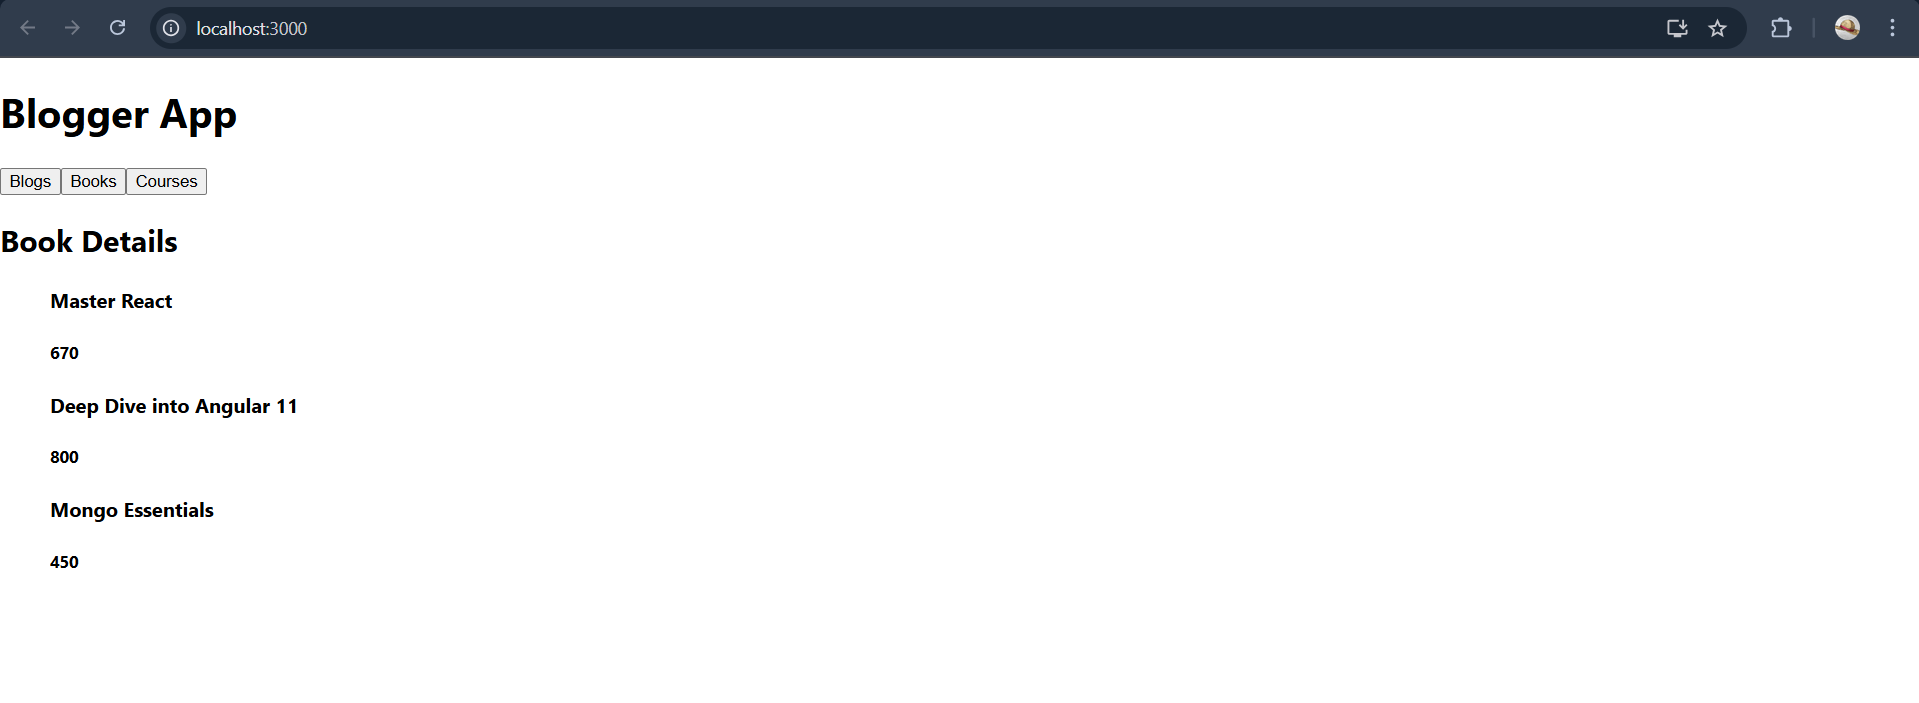 localhost:3000
Blogger App
Blogs Books Courses
Book Details
Master React
670
Deep Dive into Angular 11
800
Mongo Essentials
450